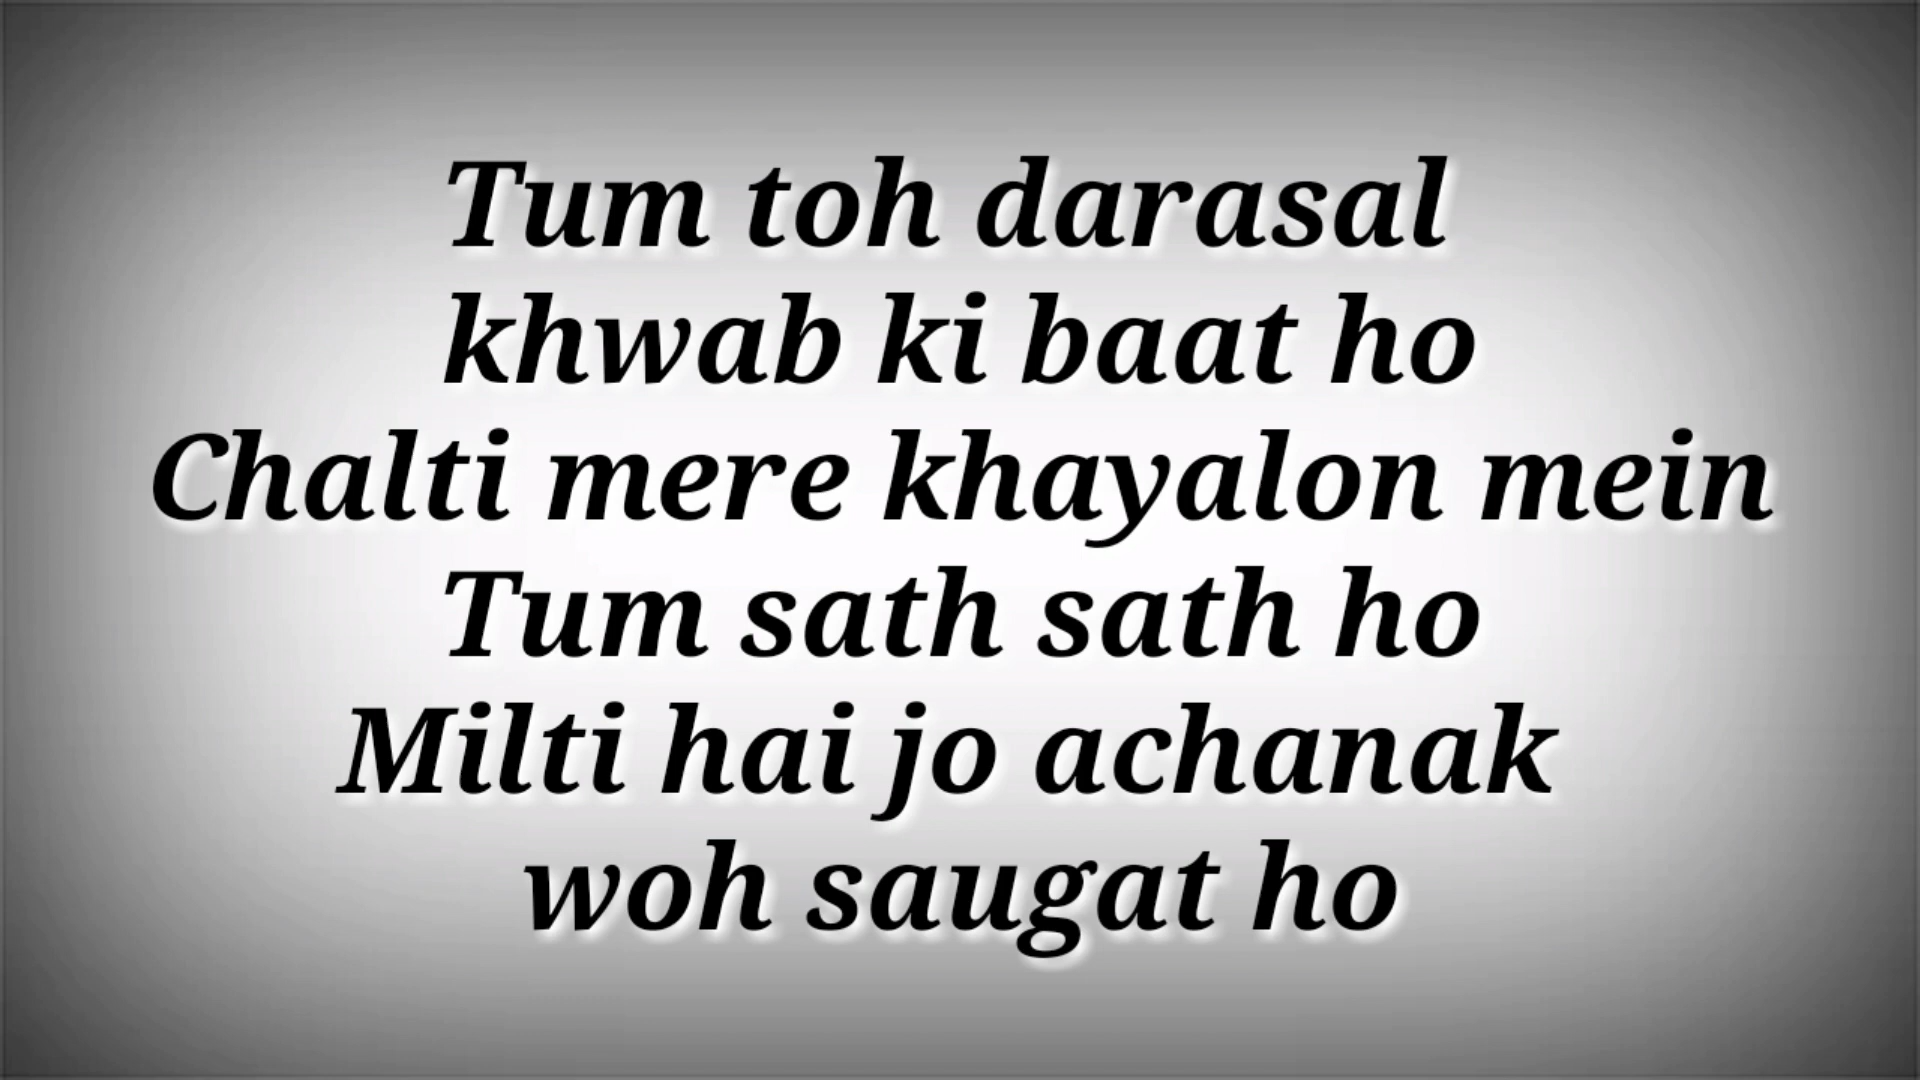 Tum toh darasal
khwab ki baat ho
Chalti mere khayalon mein
Tum sath sath ho
Milti hai jo achanak
woh saugat ho